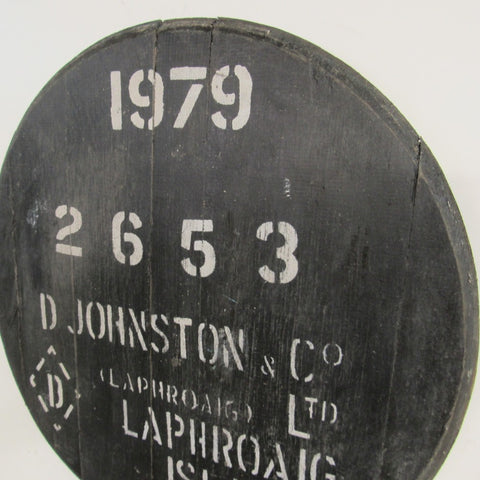 1979
2653
D JOHNSTON & Cº
(LAPHROAIG) LTD
D
LAPHROAIG